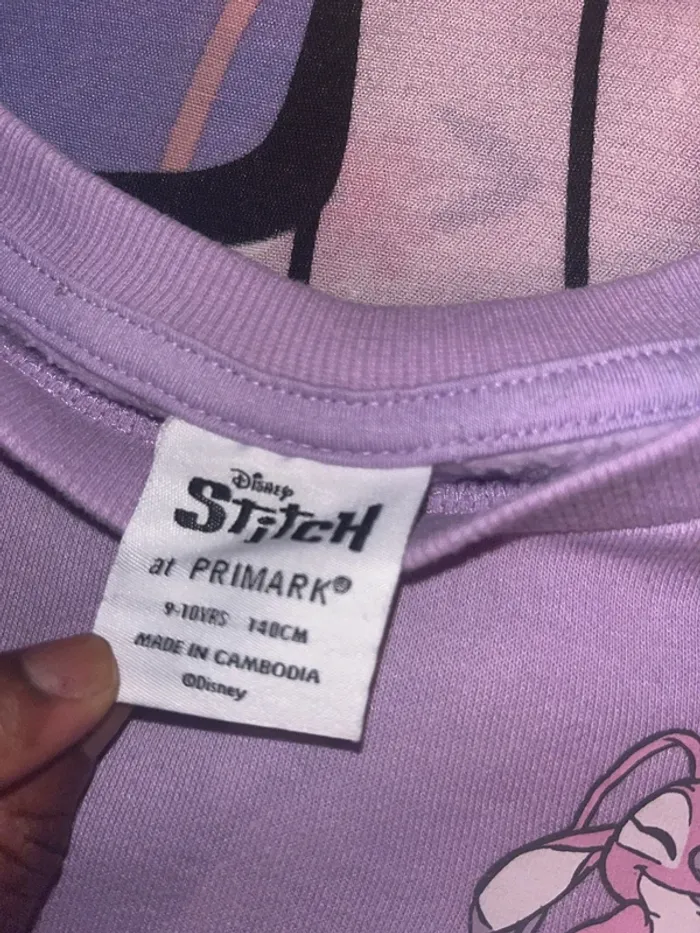 Disney
Stitch
at PRIMARK®
9-10YRS 140CM
MADE IN CAMBODIA
©Disney